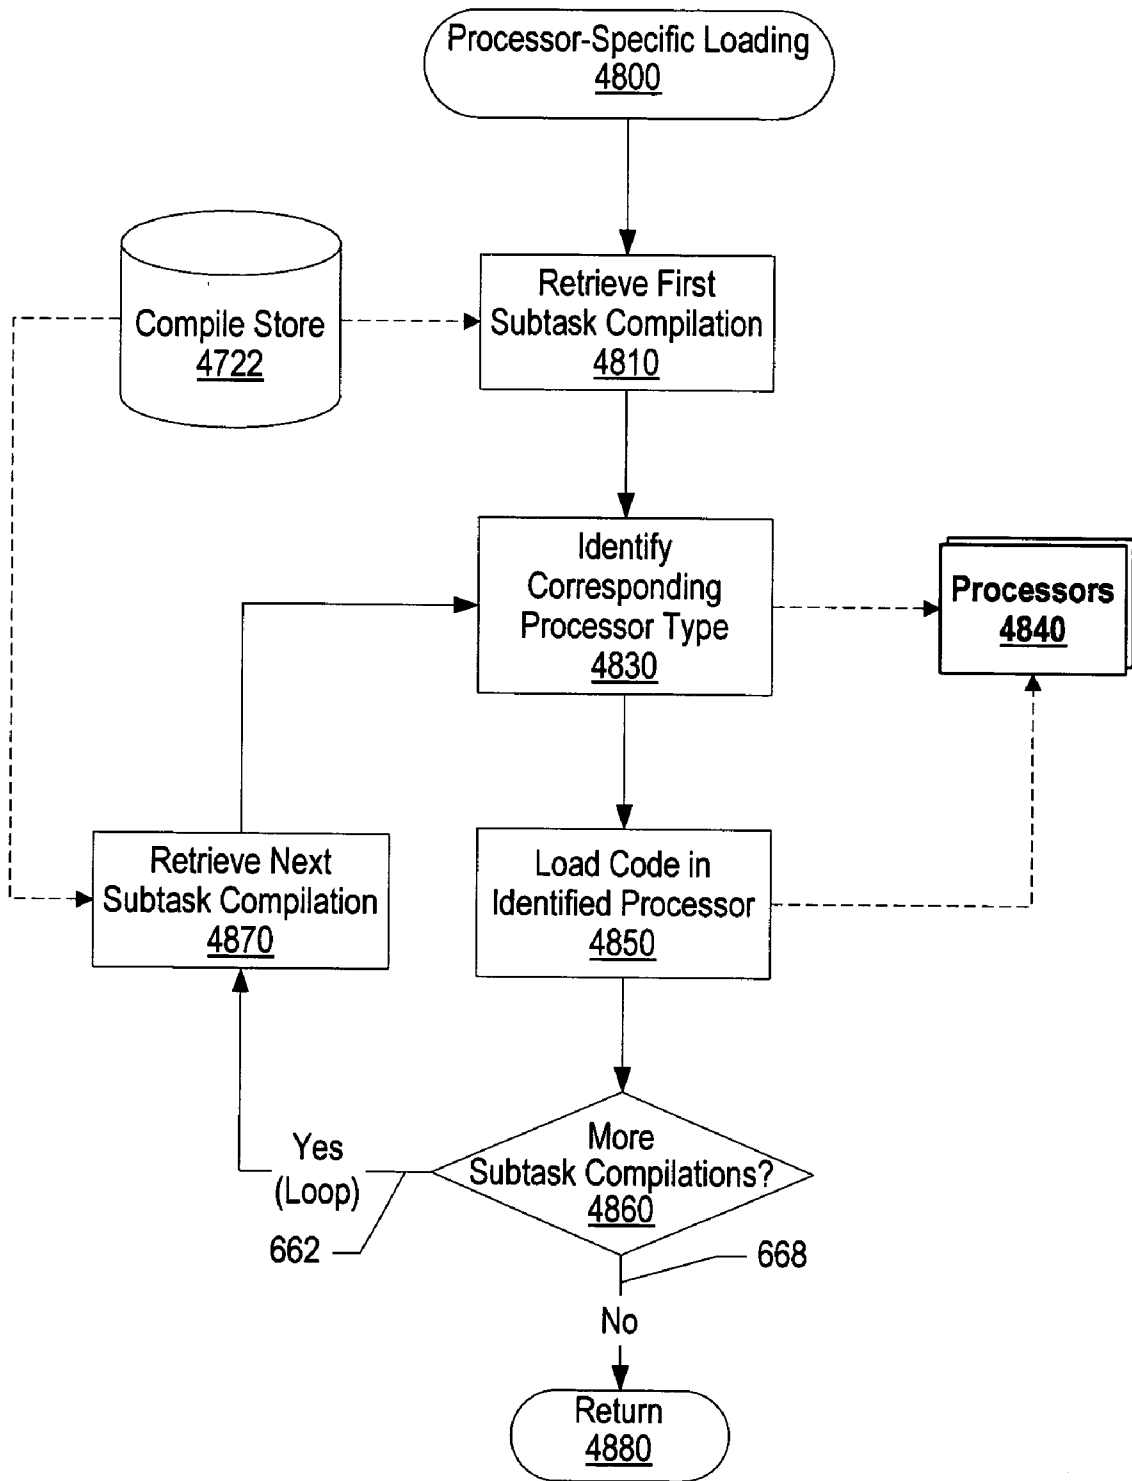 Processor-Specific Loading
4800
Compile Store
4722
Retrieve First
Subtask Compilation
4810
Identify
Corresponding
Processor Type
4830
Processors
4840
Retrieve Next
Subtask Compilation
4870
Load Code in
Identified Processor
4850
More
Subtask Compilations?
4860
Yes
(Loop)
662
668
No
Return
4880